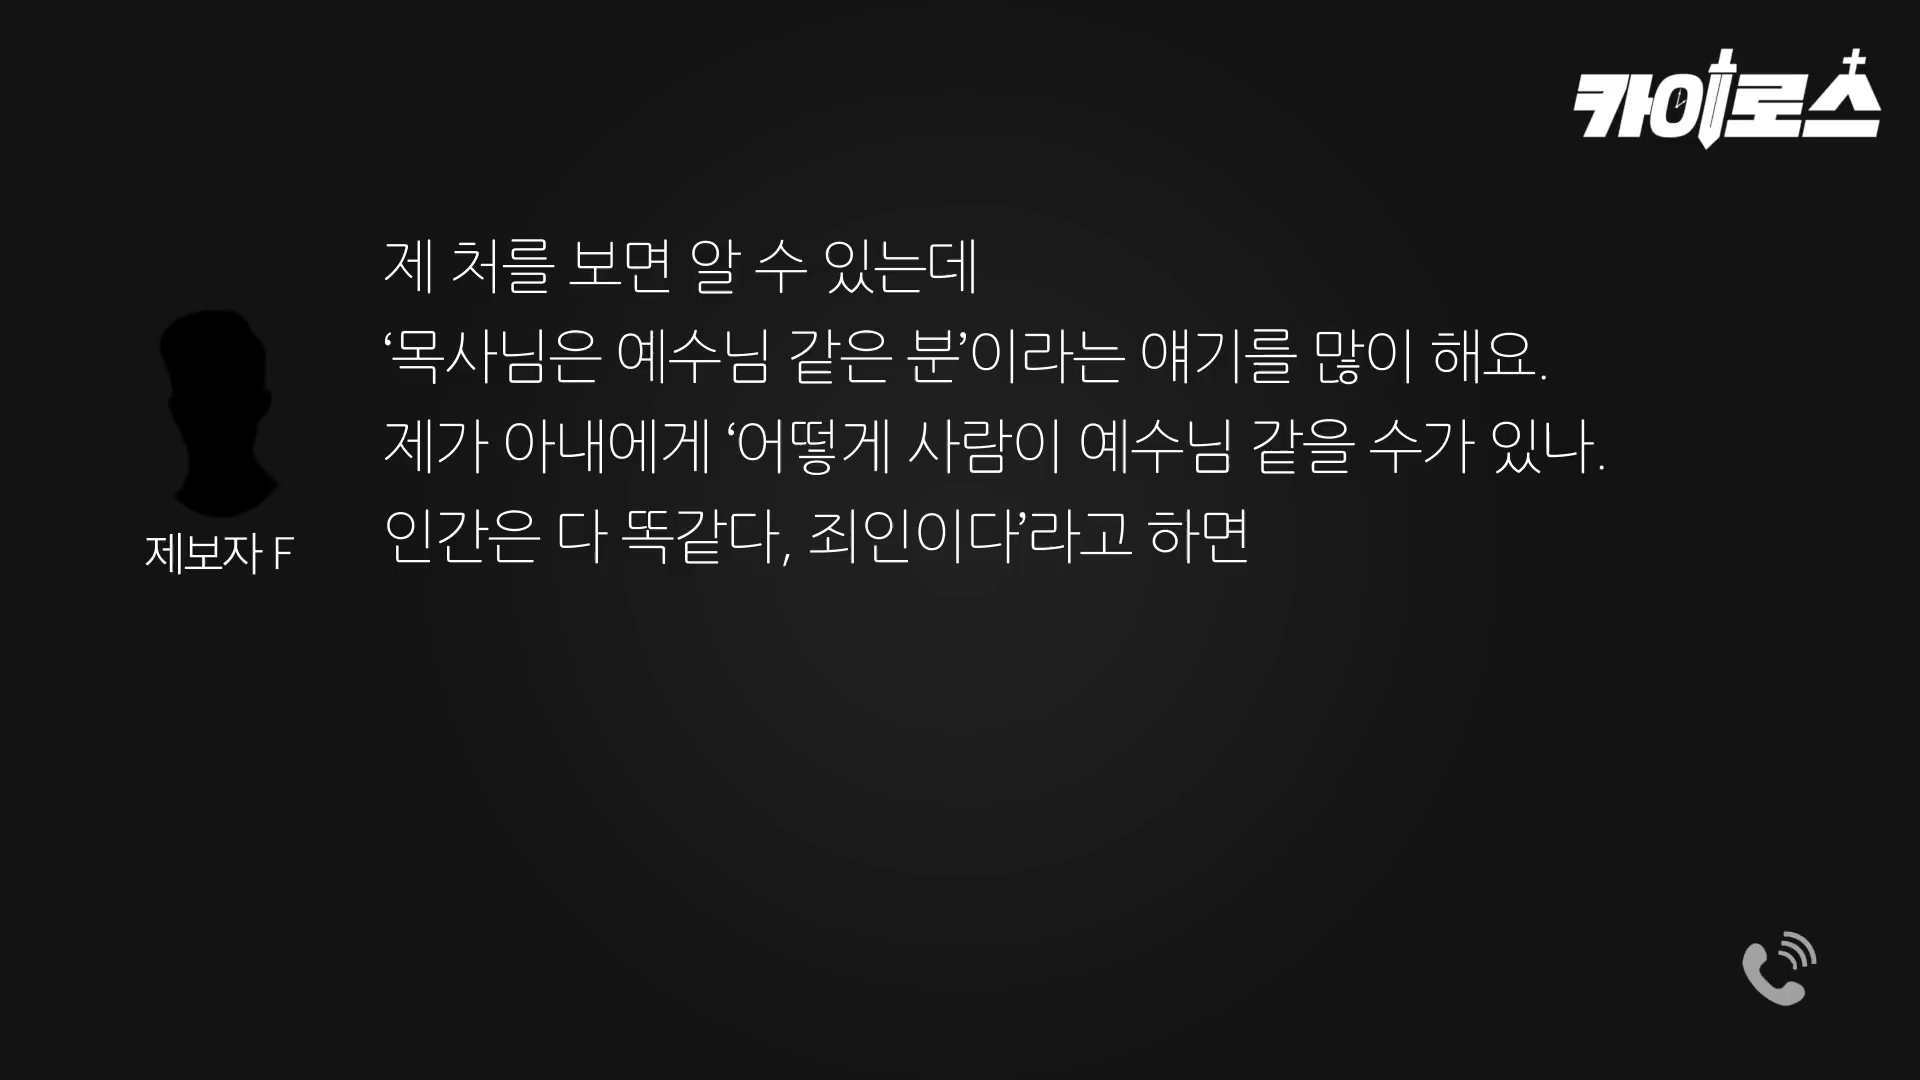 카이로스
제 처를 보면 알 수 있는데
‘목사님은 예수님 같은 분’이라는 얘기를 많이 해요.
제가 아내에게 ‘어떻게 사람이 예수님 같을 수가 있나.
인간은 다 똑같다, 죄인이다’라고 하면
제보자 F